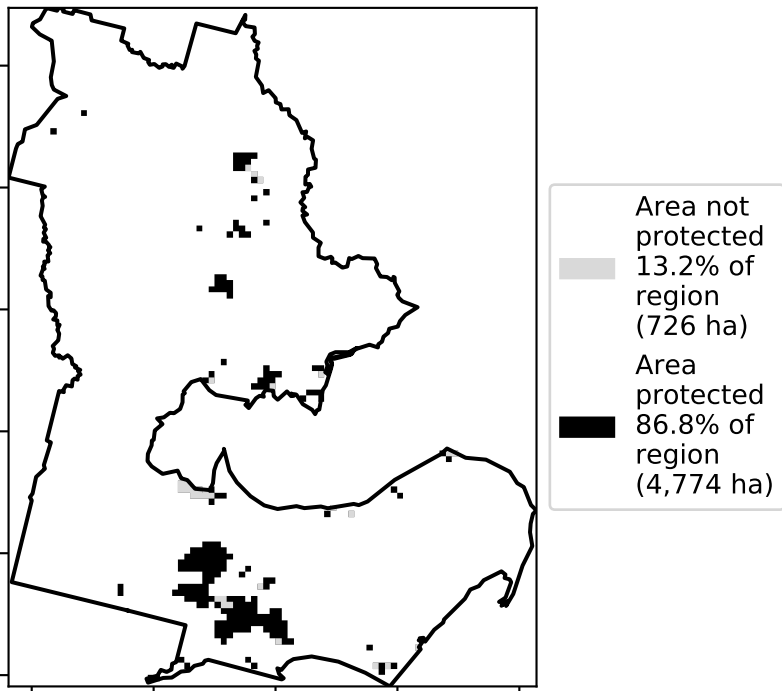 Area not
protected
13.2% of
region
(726 ha)
Area
protected
86.8% of
region
(4,774 ha)